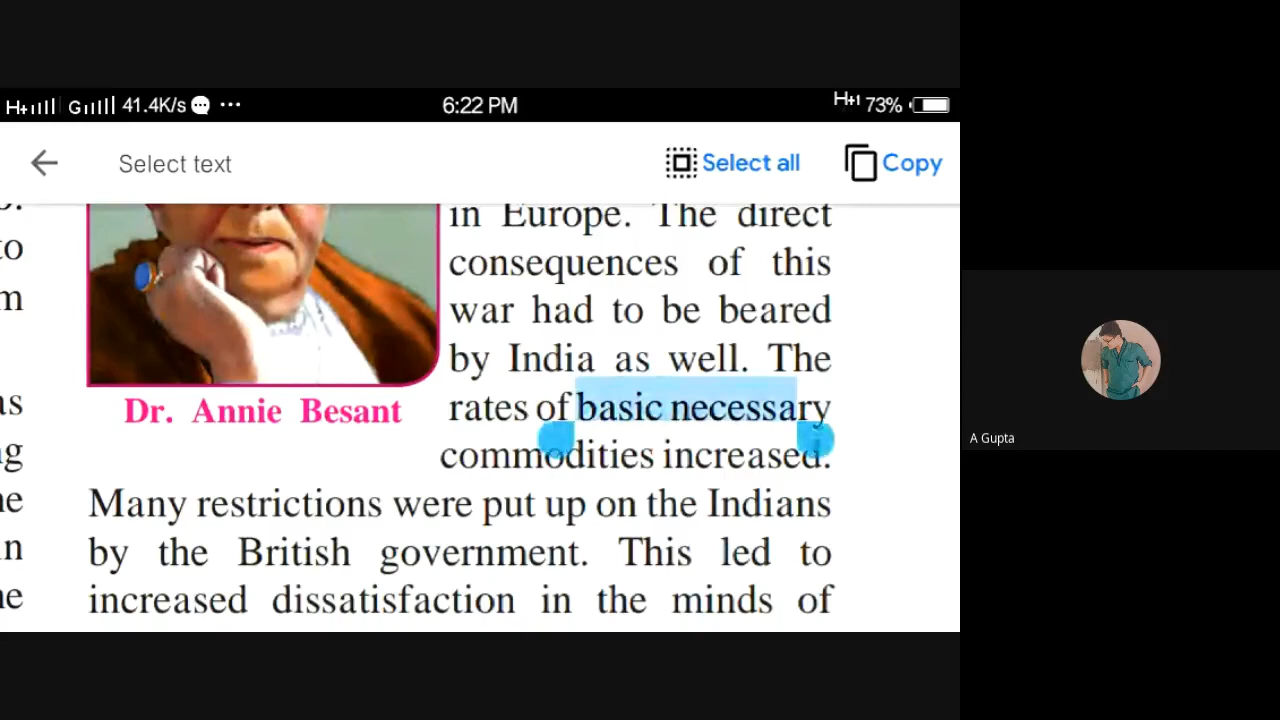 H+ G 41.4K/s ... 6:22 PM H+1 73%
Select text Select all Copy
in Europe. The direct
consequences of this
war had to be beared
by India as well. The
rates of basic necessary
commodities increased.
Dr. Annie Besant
Many restrictions were put up on the Indians
by the British government. This led to
increased dissatisfaction in the minds of
to
A Gupta